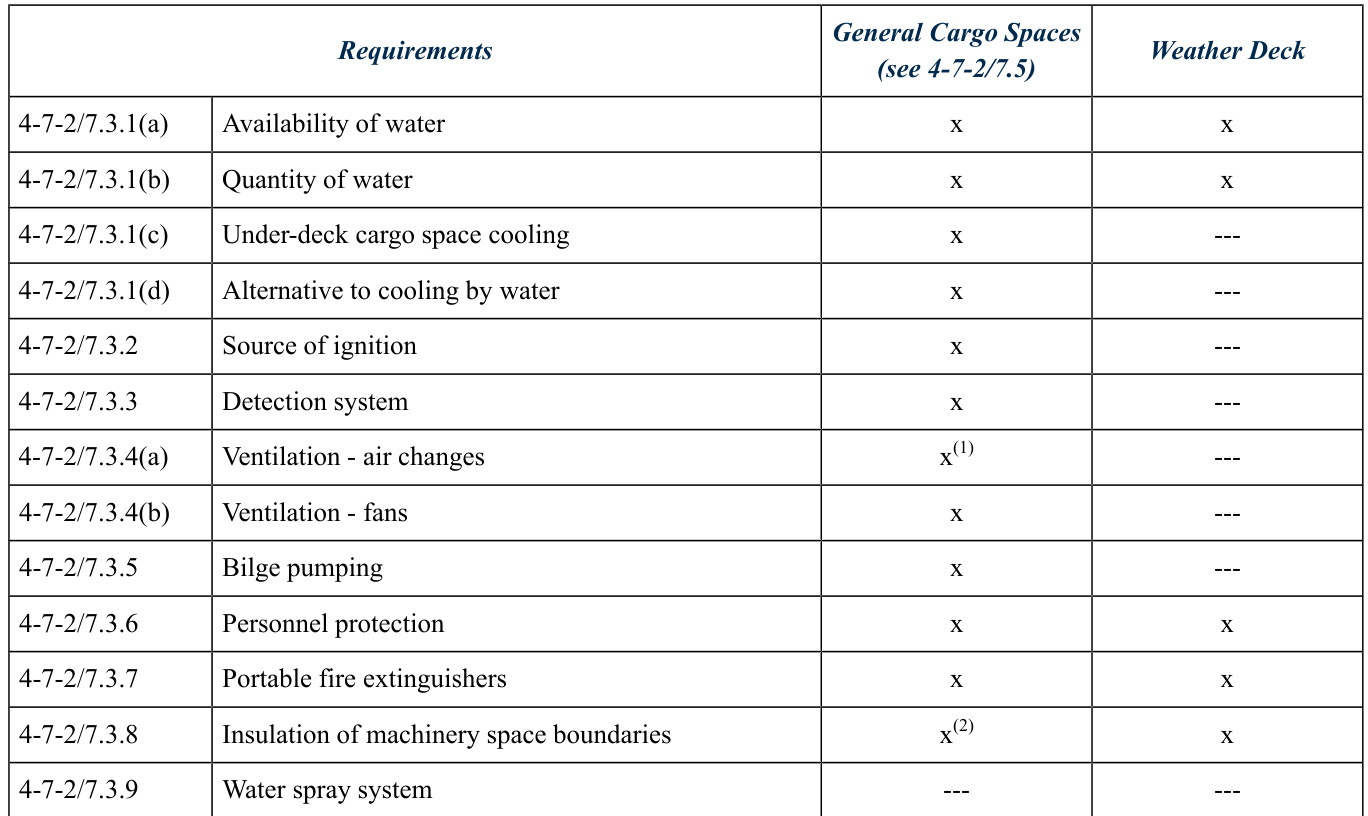 Requirements General Cargo Spaces (see 4-7-2/7.5) Weather Deck
4-7-2/7.3.1(a) Availability of water x x
4-7-2/7.3.1(b) Quantity of water x x
4-7-2/7.3.1(c) Under-deck cargo space cooling x ---
4-7-2/7.3.1(d) Alternative to cooling by water x ---
4-7-2/7.3.2 Source of ignition x ---
4-7-2/7.3.3 Detection system x ---
4-7-2/7.3.4(a) Ventilation - air changes x(1) ---
4-7-2/7.3.4(b) Ventilation - fans x ---
4-7-2/7.3.5 Bilge pumping x ---
4-7-2/7.3.6 Personnel protection x x
4-7-2/7.3.7 Portable fire extinguishers x x
4-7-2/7.3.8 Insulation of machinery space boundaries x(2) x
4-7-2/7.3.9 Water spray system --- ---